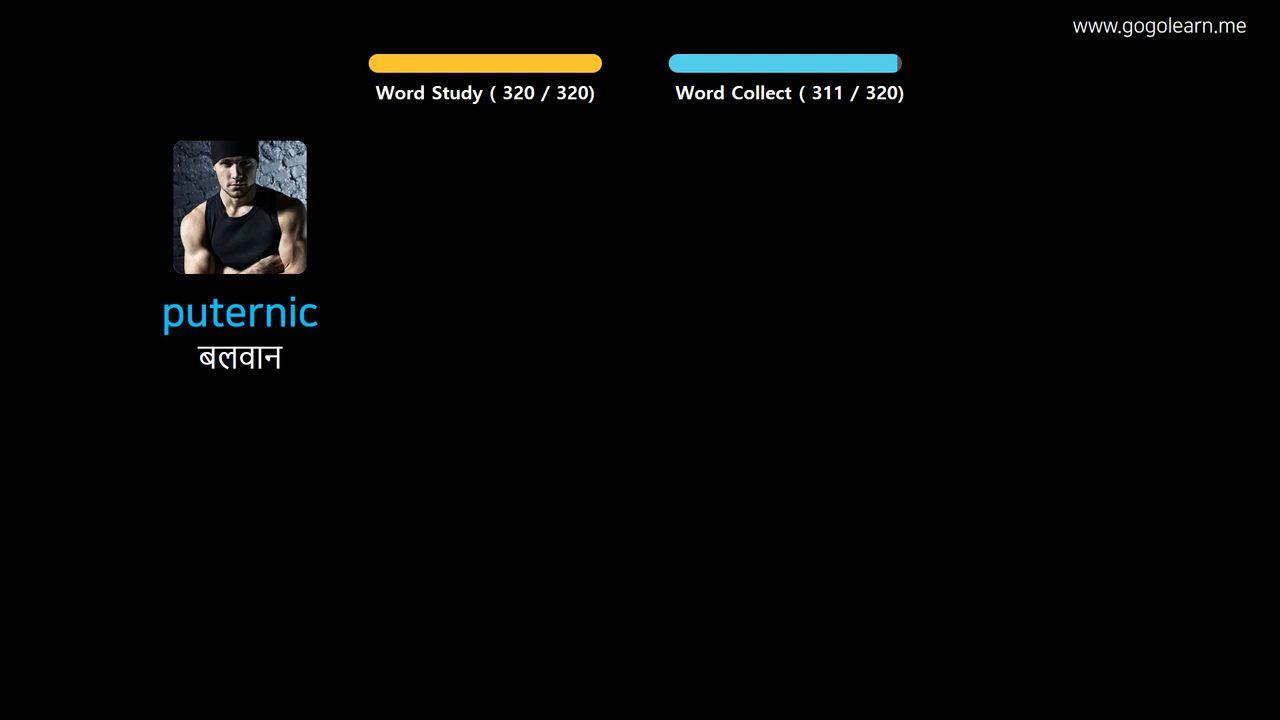 www.gogolearn.me
Word Study ( 320 / 320)
Word Collect ( 311 / 320)
puternic
बलवान